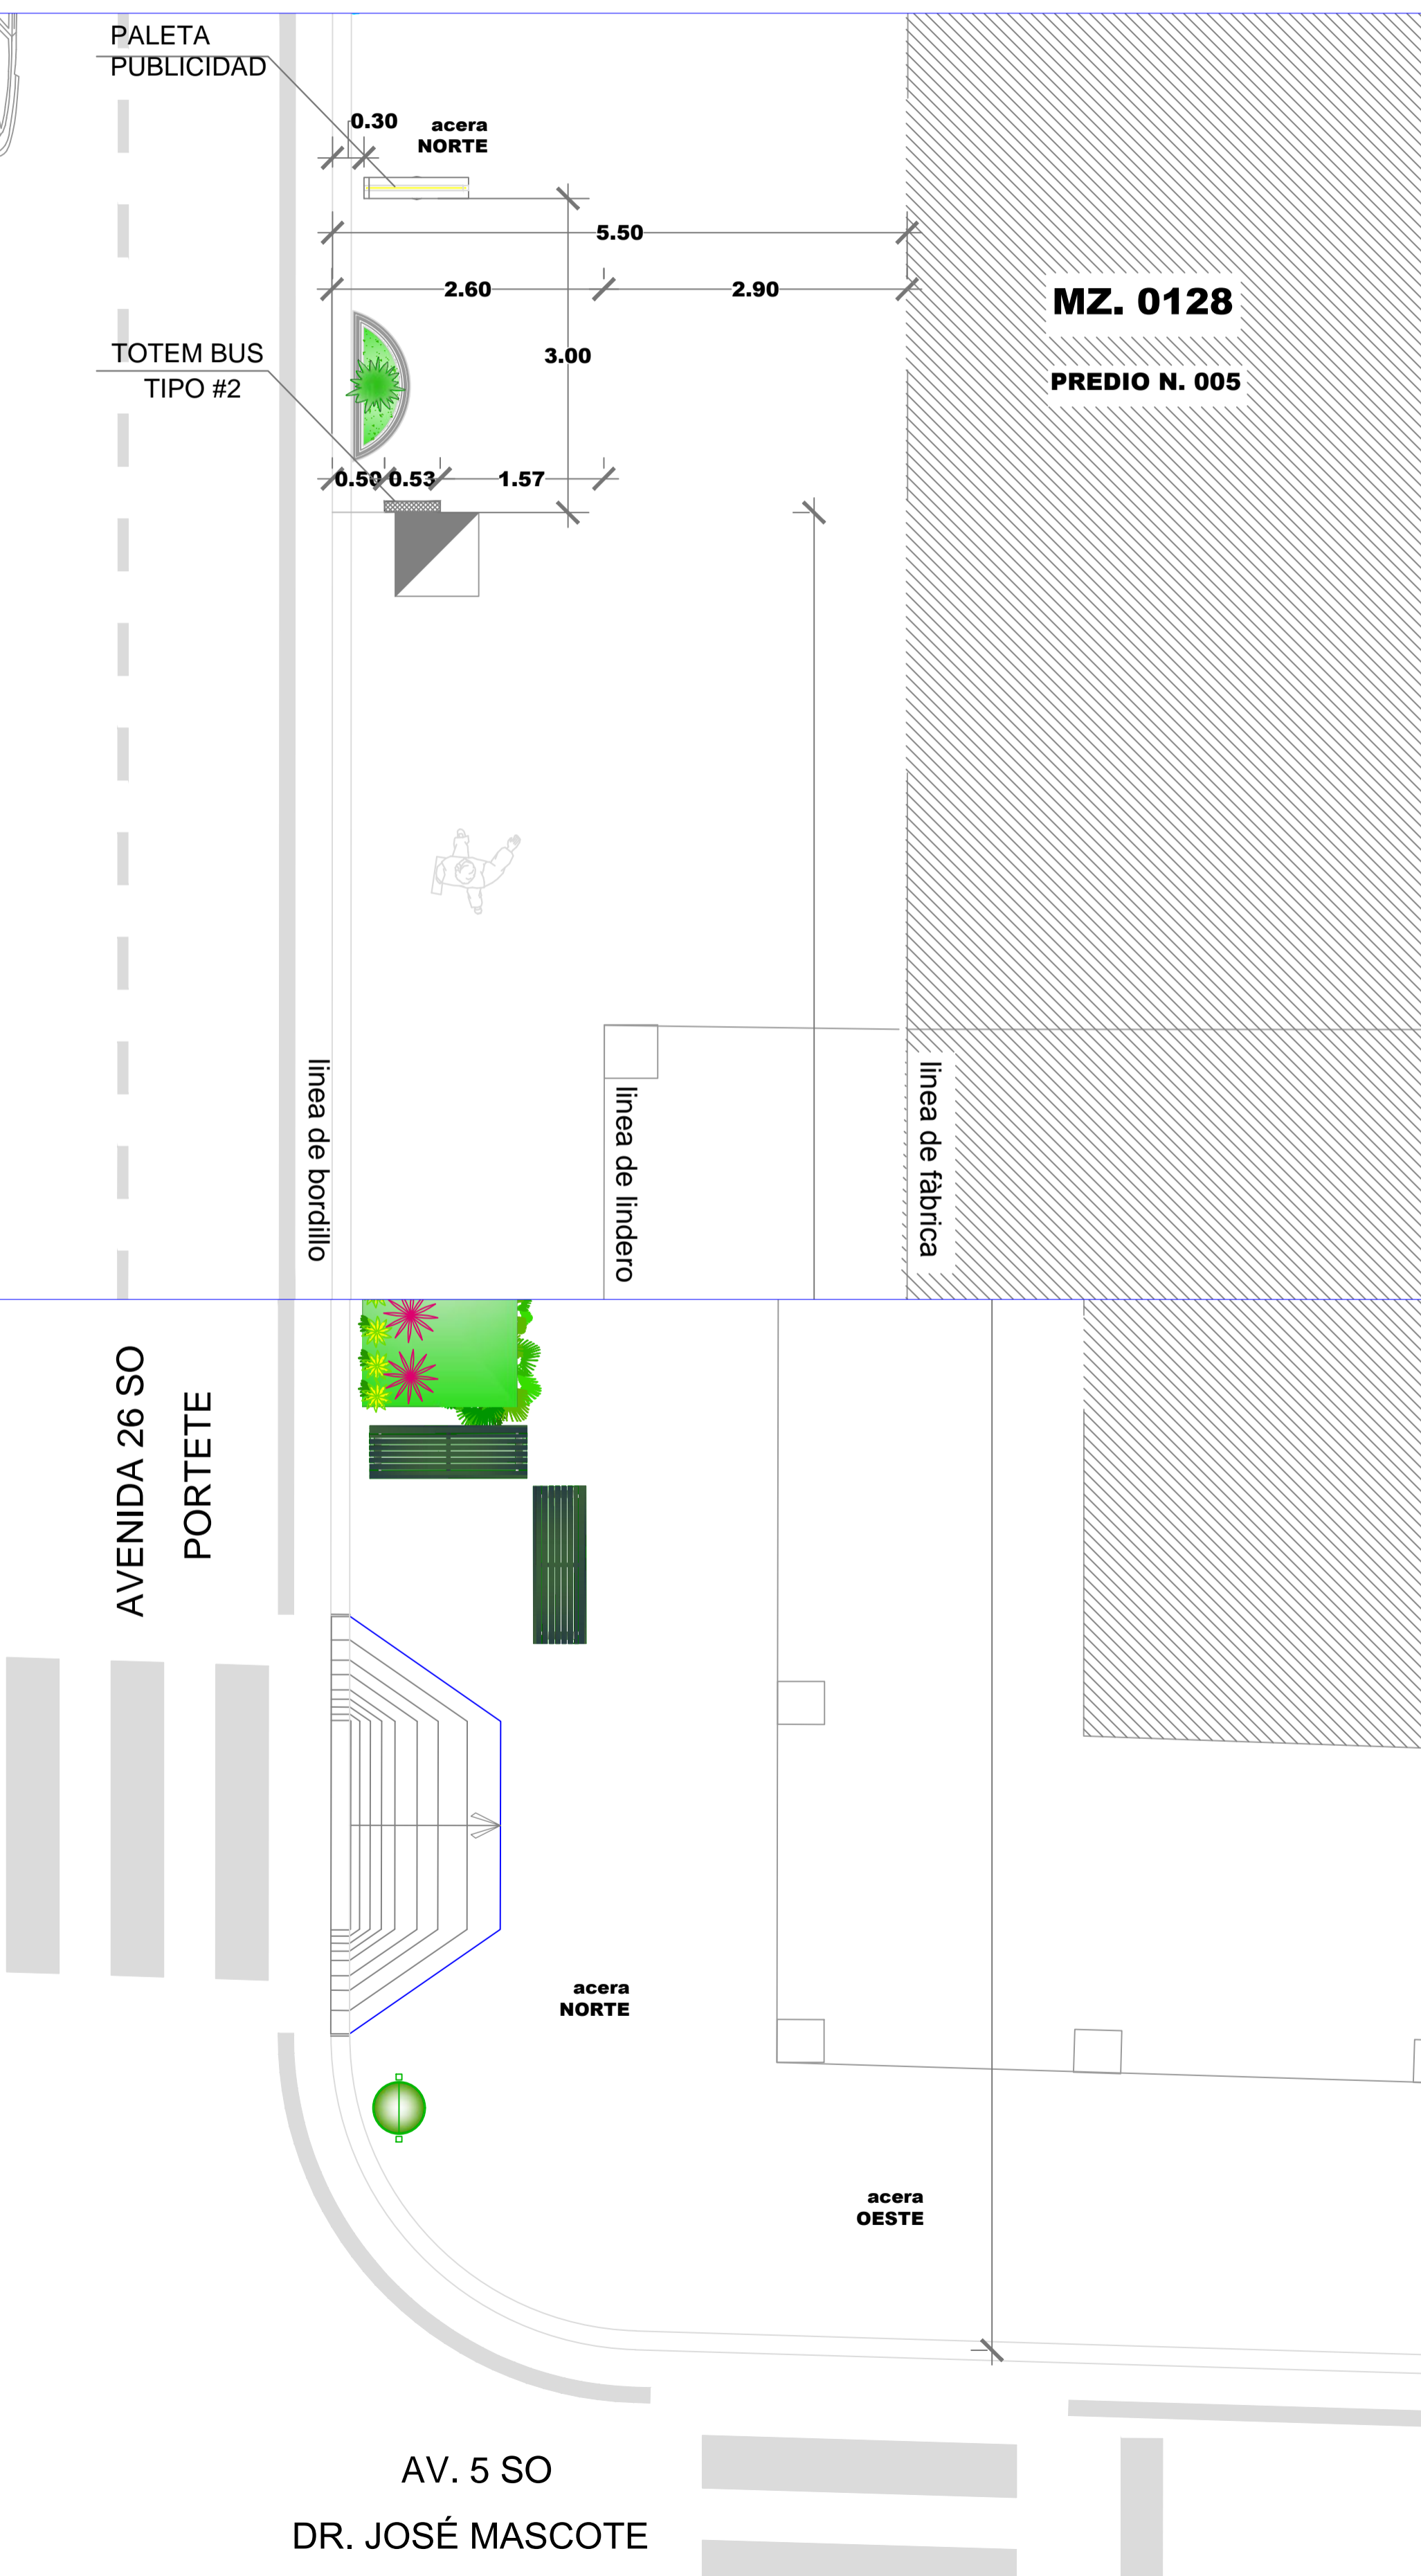 PALETA
PUBLICIDAD
0.30
acera
NORTE
5.50
2.60
2.90
MZ. 0128
3.00
TOTEM BUS
TIPO #2
PREDIO N. 005
0.50
0.53
1.57
linea de bordillo
linea de lindero
linea de fàbrica
AVENIDA 26 SO
PORTETE
acera
NORTE
acera
OESTE
AV. 5 SO
DR. JOSÉ MASCOTE